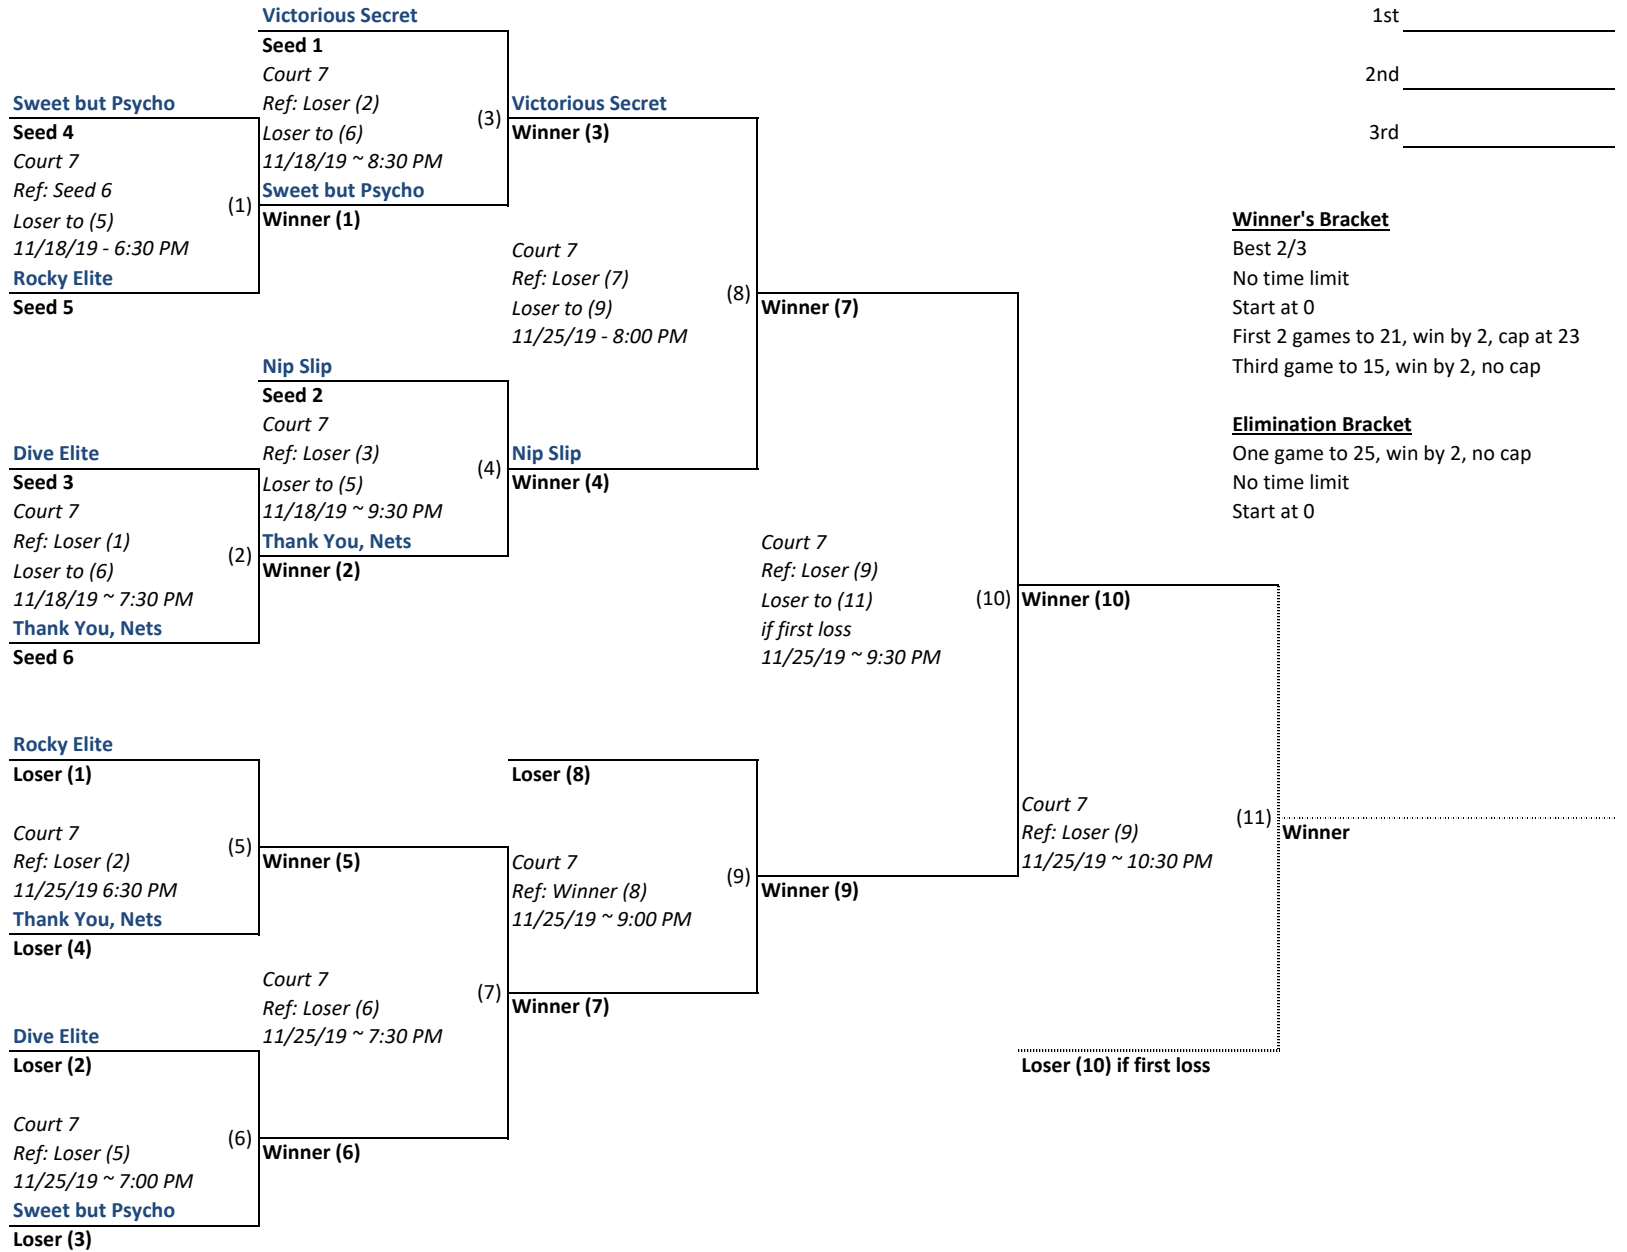 Victorious Secret
Seed 1
Court 7
Ref: Loser (2)
Loser to (6)
11/18/19 ~ 8:30 PM
Sweet but Psycho
Winner (1)
(3)
Sweet but Psycho
Seed 4
Court 7
Ref: Seed 6
Loser to (5)
11/18/19 - 6:30 PM
Rocky Elite
Seed 5
(1)
Victorious Secret
Winner (3)
Court 7
Ref: Loser (7)
Loser to (9)
11/25/19 - 8:00 PM
(8)
Winner (7)
Nip Slip
Seed 2
Court 7
Ref: Loser (3)
Loser to (5)
11/18/19 ~ 9:30 PM
Thank You, Nets
Winner (2)
(4)
Nip Slip
Winner (4)
Dive Elite
Seed 3
Court 7
Ref: Loser (1)
Loser to (6)
11/18/19 ~ 7:30 PM
Thank You, Nets
Seed 6
(2)
Court 7
Ref: Loser (9)
Loser to (11)
if first loss
11/25/19 ~ 9:30 PM
(10)
Winner (10)
Rocky Elite
Loser (1)
Court 7
Ref: Loser (2)
11/25/19 6:30 PM
Thank You, Nets
Loser (4)
(5)
Winner (5)
Court 7
Ref: Loser (6)
11/25/19 ~ 7:30 PM
(7)
Dive Elite
Loser (2)
Court 7
Ref: Loser (5)
11/25/19 ~ 7:00 PM
Sweet but Psycho
Loser (3)
(6)
Winner (6)
Loser (8)
Court 7
Ref: Winner (8)
11/25/19 ~ 9:00 PM
(9)
Winner (7)
Winner (9)
Court 7
Ref: Loser (9)
11/25/19 ~ 10:30 PM
(11)
Winner
Loser (10) if first loss
1st
2nd
3rd
Winner's Bracket
Best 2/3
No time limit
Start at 0
First 2 games to 21, win by 2, cap at 23
Third game to 15, win by 2, no cap
Elimination Bracket
One game to 25, win by 2, no cap
No time limit
Start at 0